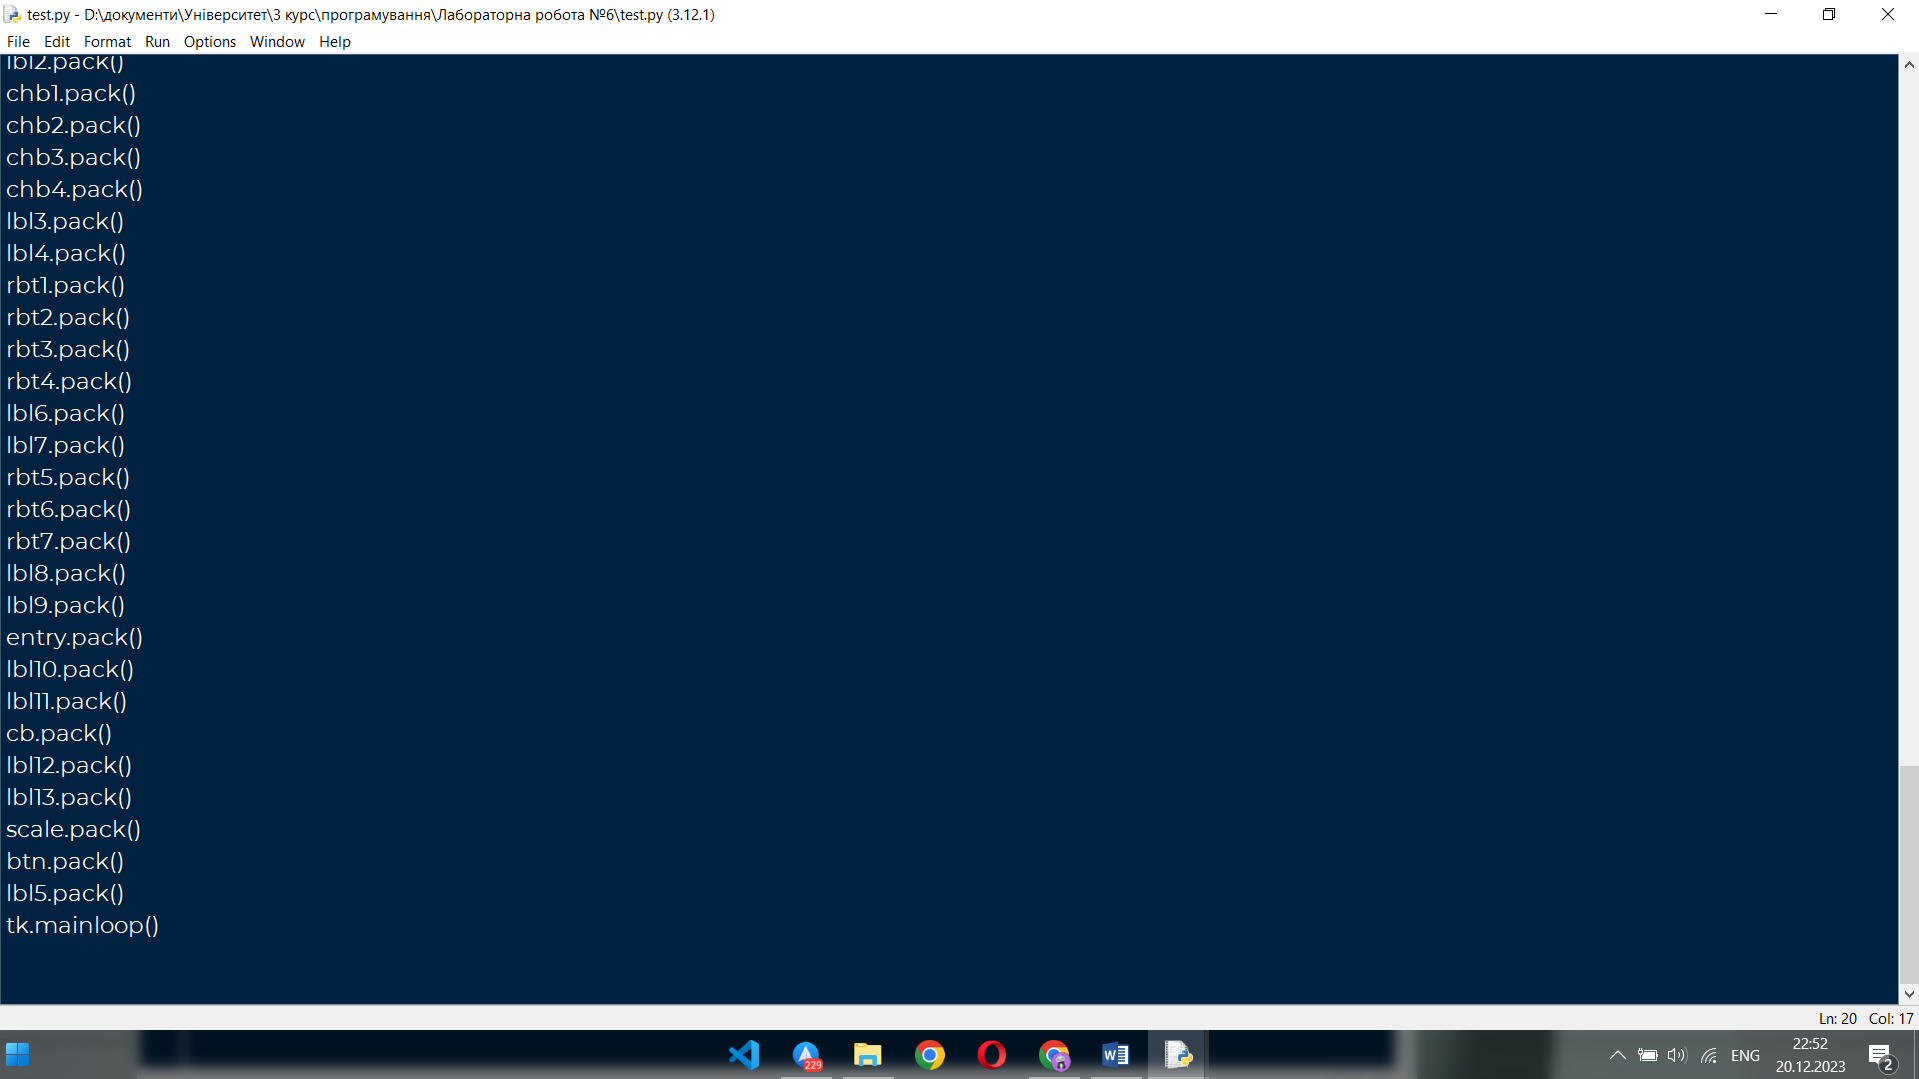 test.py - D:\документи\Університет\3 курс\програмування\Лабораторна робота №6\test.py (3.12.1)
File Edit Format Run Options Window Help
lbl2.pack()
chb1.pack()
chb2.pack()
chb3.pack()
chb4.pack()
lbl3.pack()
lbl4.pack()
rbt1.pack()
rbt2.pack()
rbt3.pack()
rbt4.pack()
lbl6.pack()
lbl7.pack()
rbt5.pack()
rbt6.pack()
rbt7.pack()
lbl8.pack()
lbl9.pack()
entry.pack()
lbl10.pack()
lbl11.pack()
cb.pack()
lbl12.pack()
lbl13.pack()
scale.pack()
btn.pack()
lbl5.pack()
tk.mainloop()
Ln: 20 Col: 17
229
W
ENG
22:52
20.12.2023
2